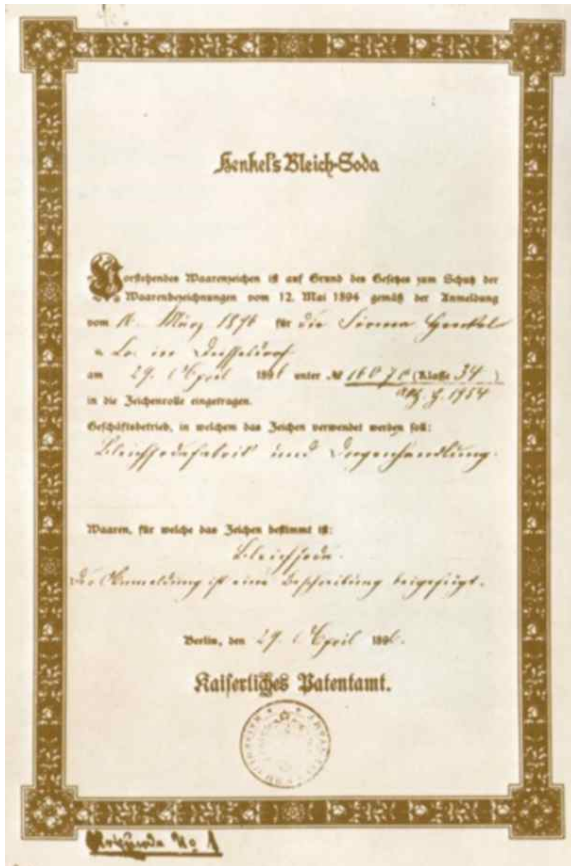 Henkel's Bleich-Soda
Vorstehendes Waarenzeichen ist auf Grund des Gesetzes zum Schutz der
Waarenbezeichnungen vom 12. Mai 1894 gemäß der Anmeldung
vom 16. März 1896 für die Firma Henkel
& Co. in Düsseldorf
am 29. April 1896 unter № 16070 (Klasse 34)
in die Zeichenrolle eingetragen.
Geschäftsbetrieb, in welchem das Zeichen verwendet werden soll:
Bleichsodafabrik und Drogenhandlung.
Waaren, für welche das Zeichen bestimmt ist:
Bleichsoda.
Der Anmeldung ist eine Beschreibung beigefügt.
Berlin, den 29. April 1896.
Kaiserliches Patentamt.
Urkunde No 1